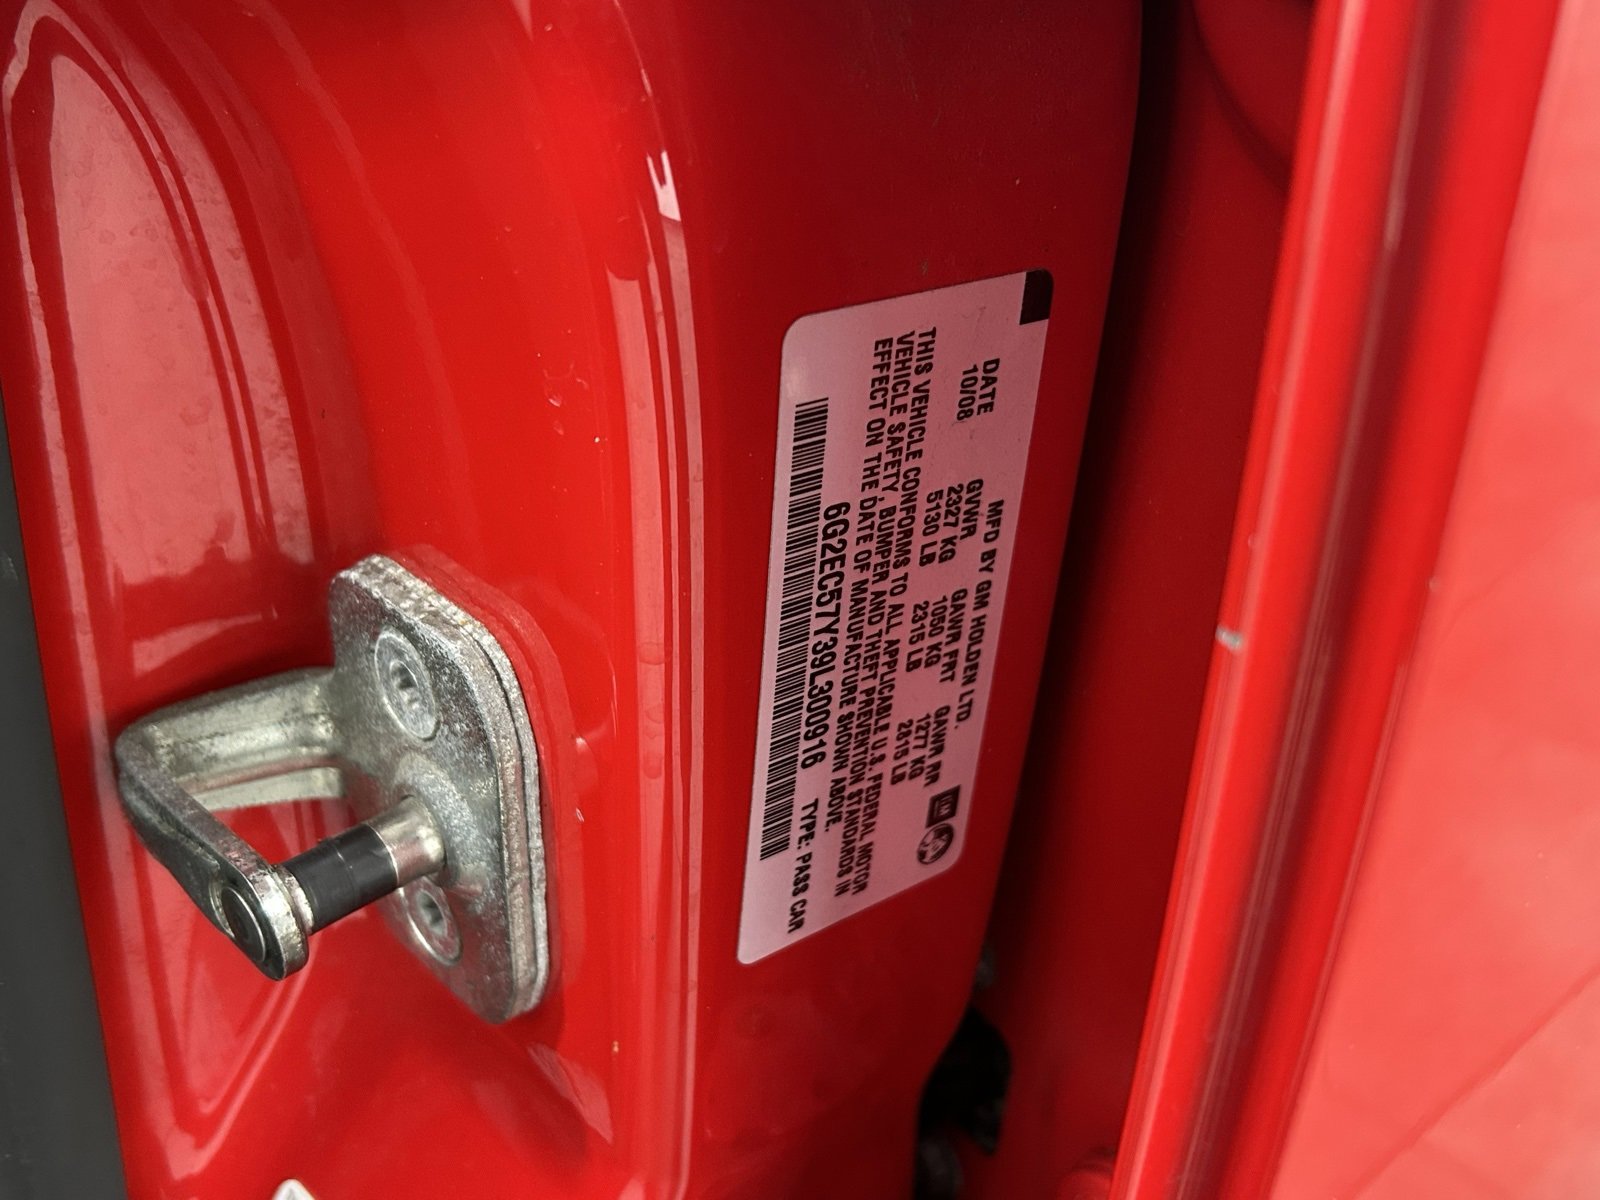 DATE MFD BY GM HOLDEN LTD.
10/08 GVWR GAWR FRT GAWR RR GM
2327 KG 1050 KG 1277 KG
5130 LB 2315 LB 2815 LB
THIS VEHICLE CONFORMS TO ALL APPLICABLE U.S. FEDERAL MOTOR
VEHICLE SAFETY, BUMPER AND THEFT PREVENTION STANDARDS IN
EFFECT ON THE DATE OF MANUFACTURE SHOWN ABOVE.
6G2EC57Y39L300916 TYPE: PASS CAR